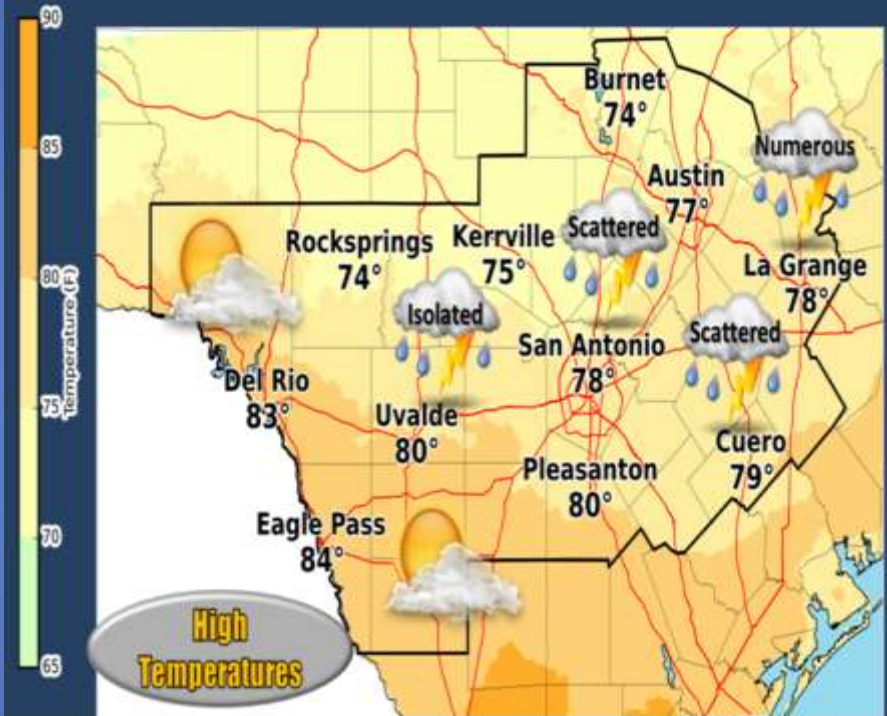 90
85
80
75
70
65
Temperature (F)
Burnet
74°
Numerous
Austin
77°
Scattered
Rocksprings
74°
Kerrville
75°
La Grange
78°
Isolated
Scattered
San Antonio
78°
Del Rio
83°
Uvalde
80°
Cuero
79°
Pleasanton
80°
Eagle Pass
84°
High
Temperatures